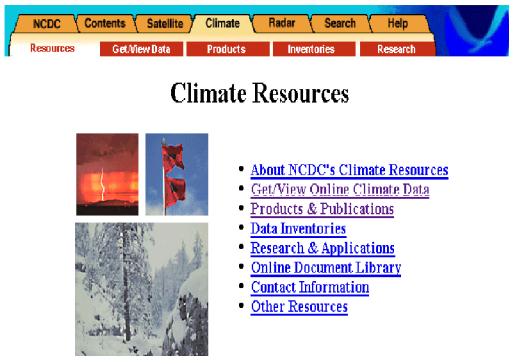 NCDC Contents Satellite Climate Radar Search Help
Resources Get/View Data Products Inventories Research
Climate Resources
About NCDC's Climate Resources
Get/View Online Climate Data
Products & Publications
Data Inventories
Research & Applications
Online Document Library
Contact Information
Other Resources